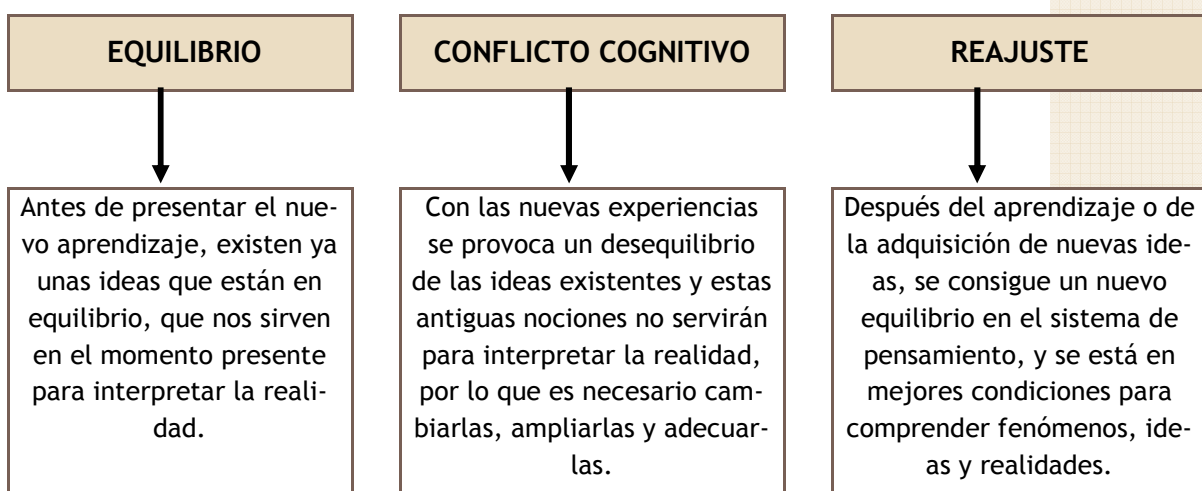 EQUILIBRIO
Antes de presentar el nue-
vo aprendizaje, existen ya
unas ideas que están en
equilibrio, que nos sirven
en el momento presente
para interpretar la reali-
dad.
CONFLICTO COGNITIVO
Con las nuevas experiencias
se provoca un desequilibrio
de las ideas existentes y estas
antiguas nociones no servirán
para interpretar la realidad,
por lo que es necesario cam-
biarlas, ampliarlas y adecuar-
las.
REAJUSTE
Después del aprendizaje o de
la adquisición de nuevas ide-
as, se consigue un nuevo
equilibrio en el sistema de
pensamiento, y se está en
mejores condiciones para
comprender fenómenos, ide-
as y realidades.